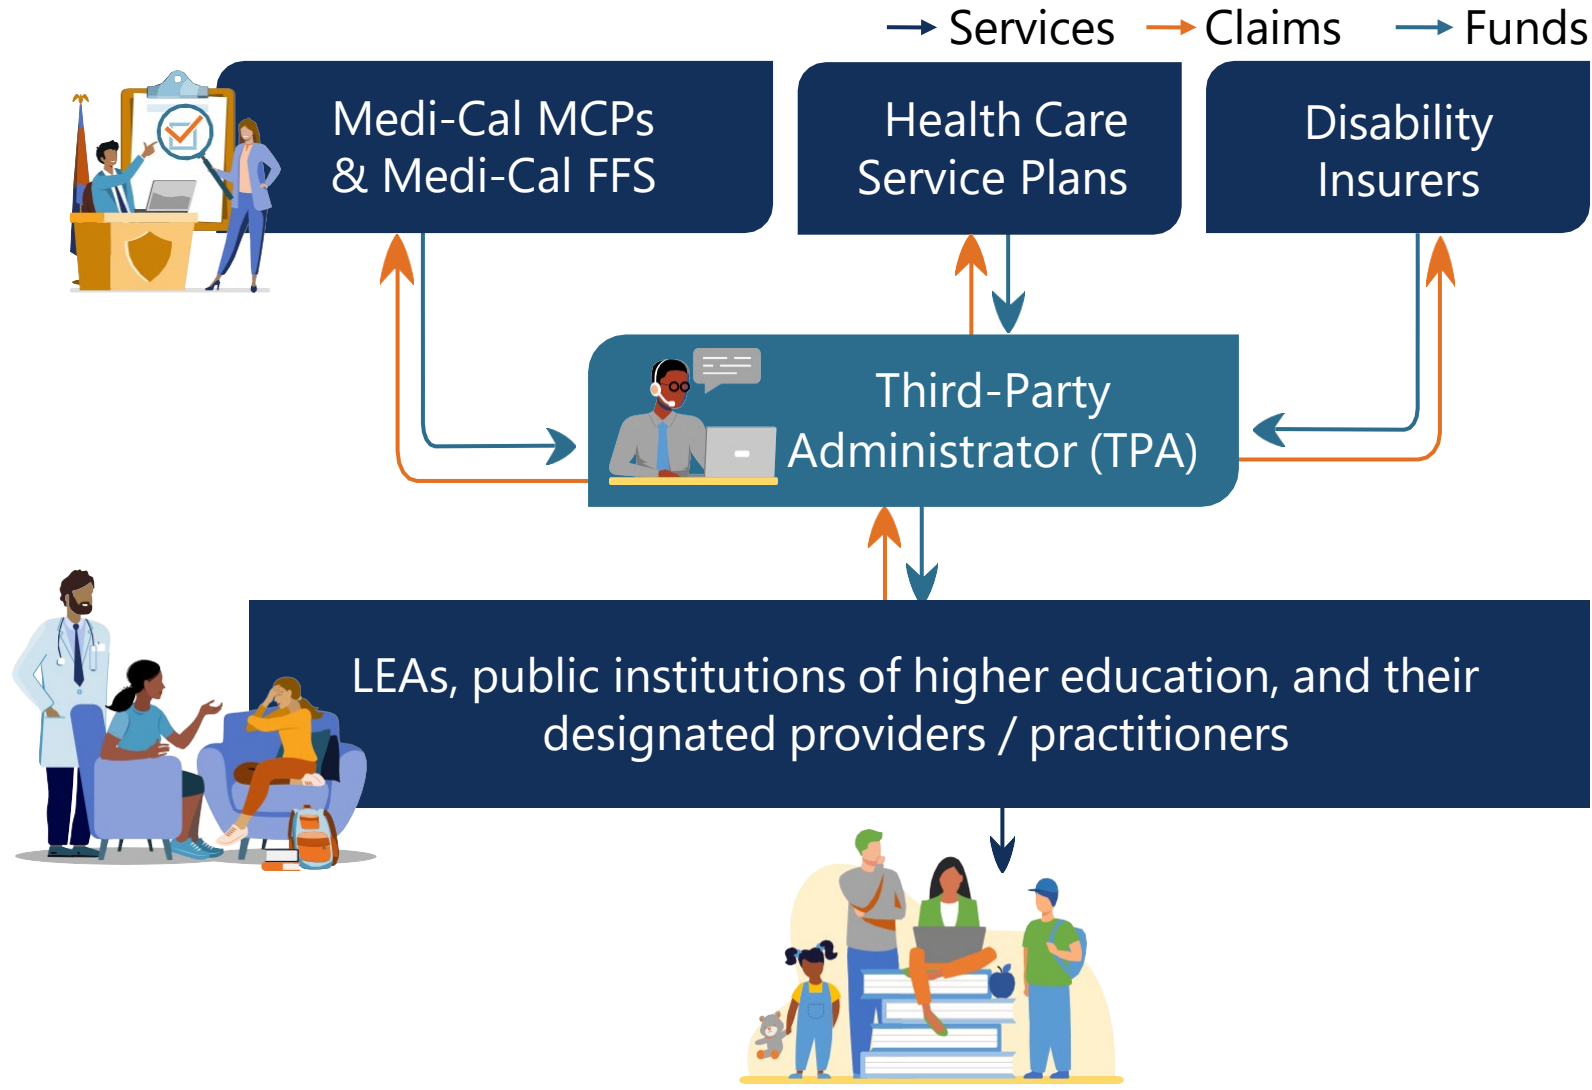 Services
Claims
Funds
Medi-Cal MCPs
& Medi-Cal FFS
Health Care
Service Plans
Disability
Insurers
Third-Party
Administrator (TPA)
LEAs, public institutions of higher education, and their
designated providers / practitioners